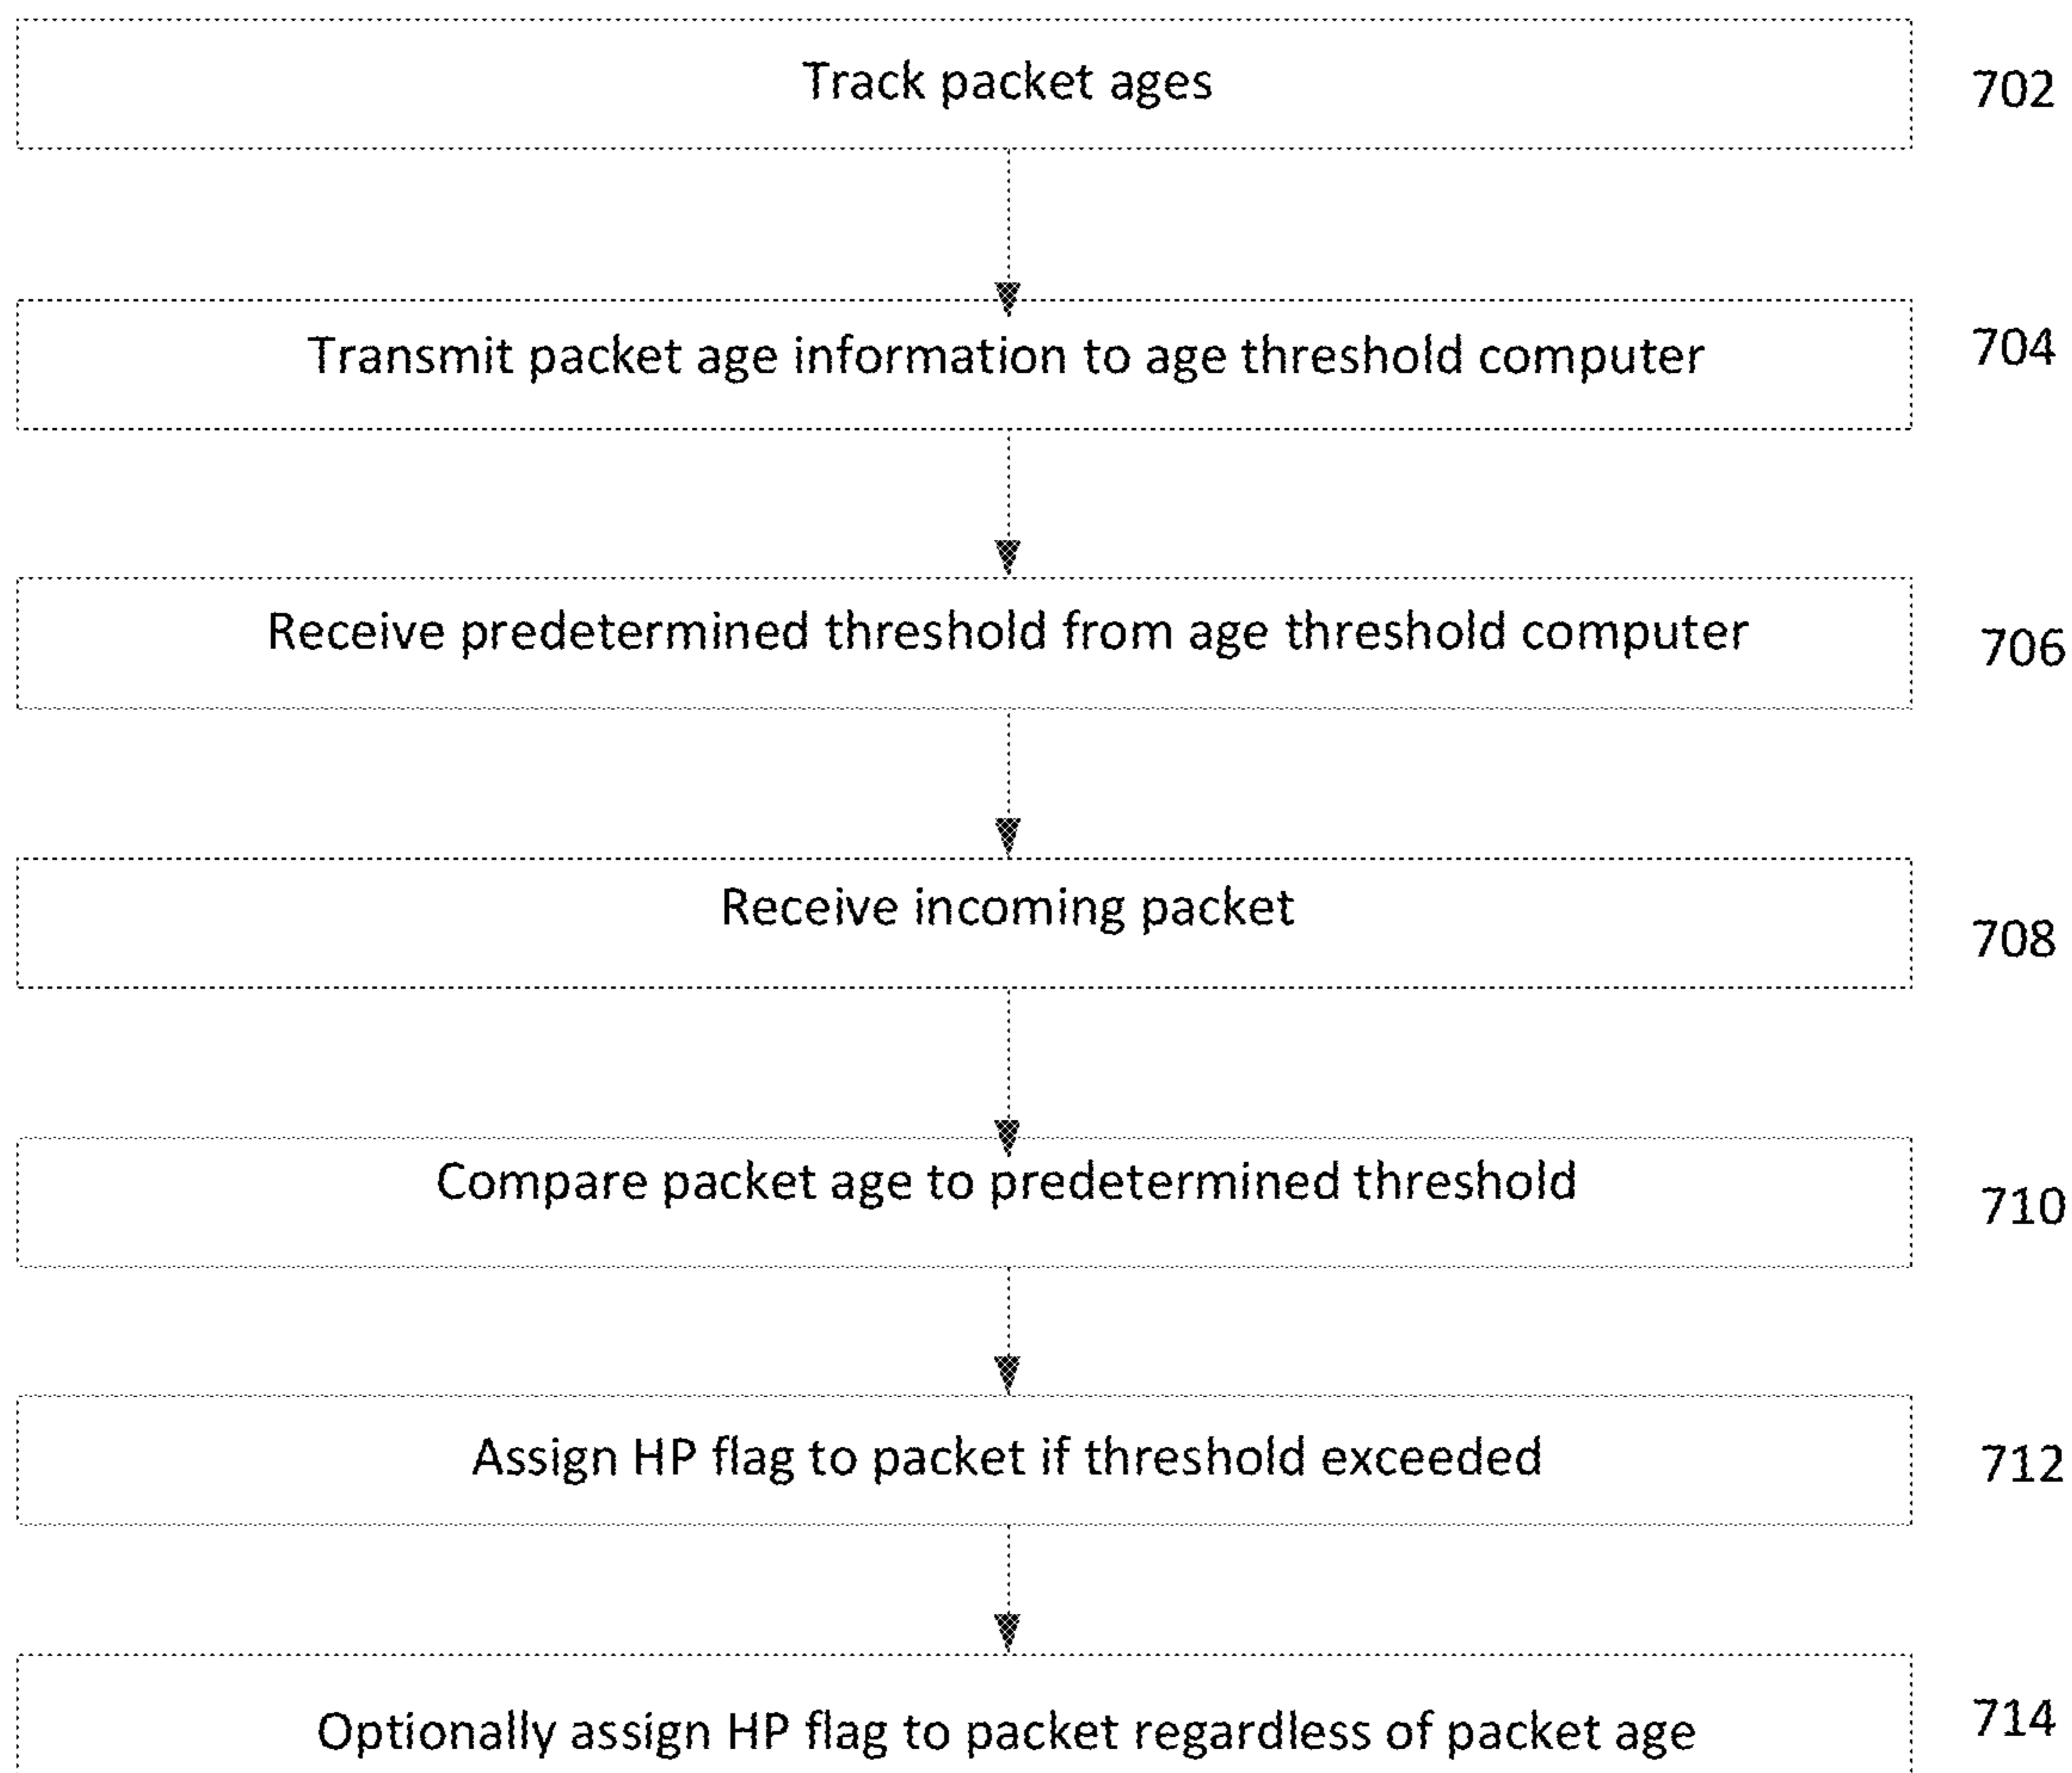 Track packet ages
702
Transmit packet age information to age threshold computer
704
Receive predetermined threshold from age threshold computer
706
Receive incoming packet
708
Compare packet age to predetermined threshold
710
Assign HP flag to packet if threshold exceeded
712
Optionally assign HP flag to packet regardless of packet age
714